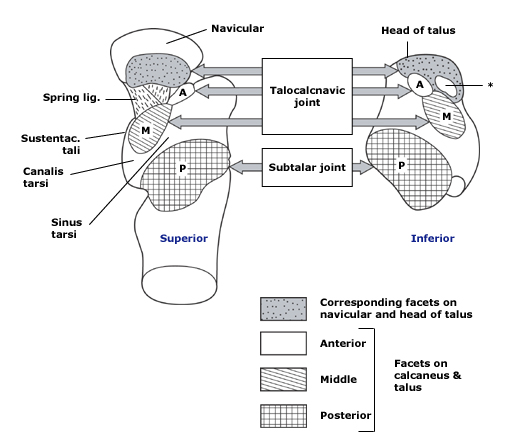 Navicular
Head of talus
Spring lig.
A
Talocalcnavic
joint
A
*
M
M
Sustentac.
tali
Canalis
tarsi
P
Subtalar joint
P
Sinus
tarsi
Superior
Inferior
Corresponding facets on
navicular and head of talus
Anterior
Middle
Posterior
Facets on
calcaneus &
talus